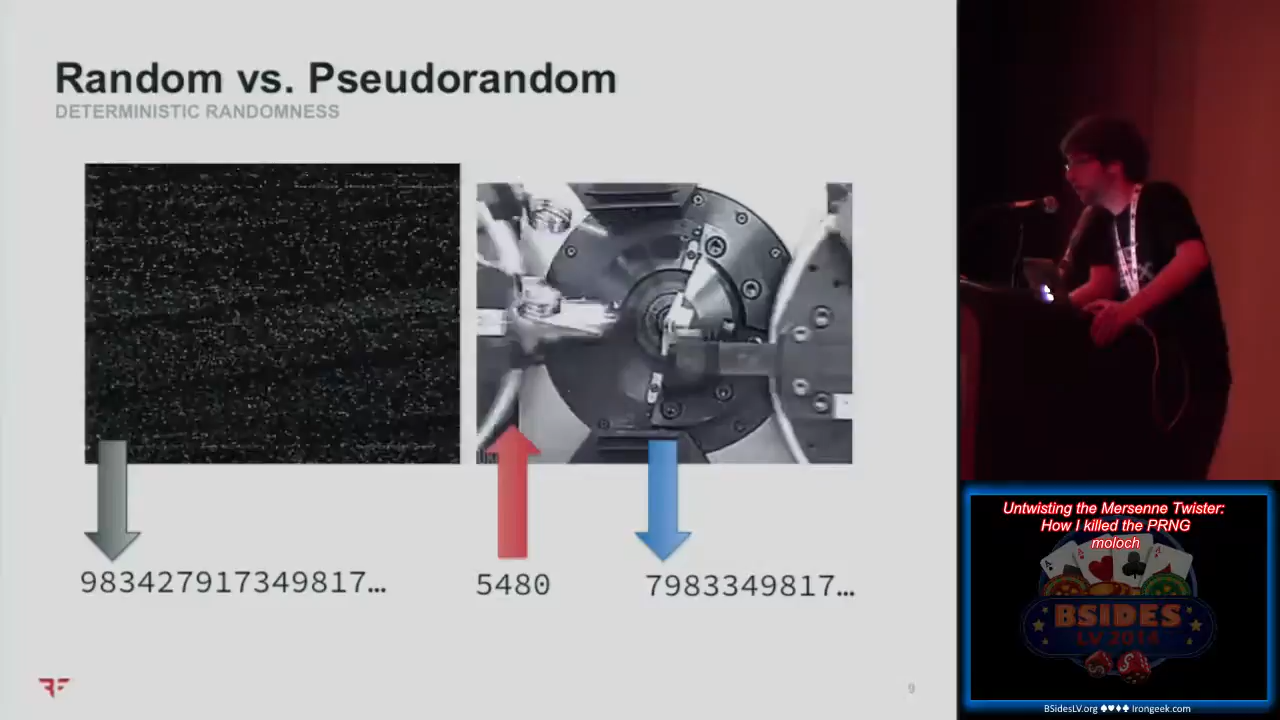 Random vs. Pseudorandom
DETERMINISTIC RANDOMNESS
983427917349817…
5480
7983349817…
9
Untwisting the Mersenne Twister:
How I killed the PRNG
moloch
BSIDES
LV 2014
BSidesLV.org ♠♥♦♣ Irongeek.com